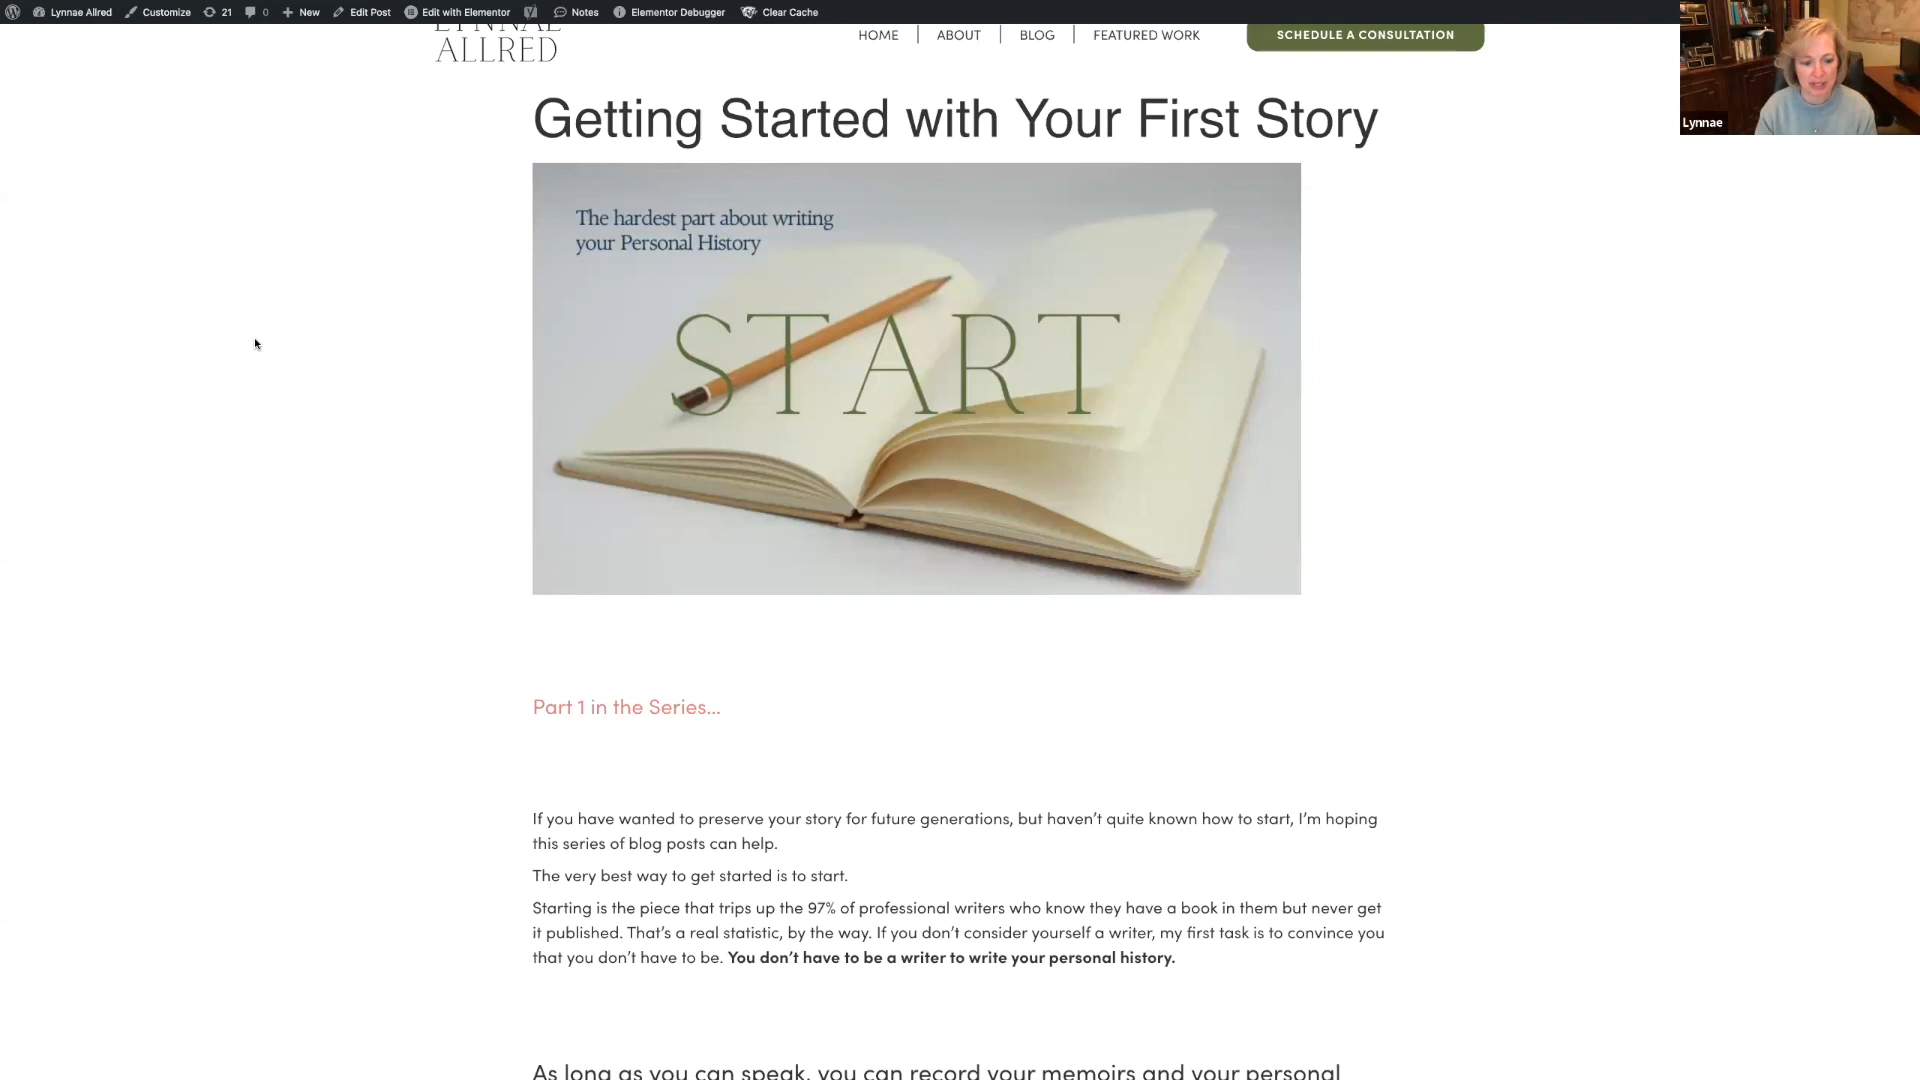 Lynnae Allred Customize 21 0 New Edit Post Edit with Elementor Notes Elementor Debugger Clear Cache
LYNNAE
ALLRED
HOME ABOUT BLOG FEATURED WORK SCHEDULE A CONSULTATION
Lynnae
Getting Started with Your First Story
The hardest part about writing
your Personal History
START
Part 1 in the Series...
If you have wanted to preserve your story for future generations, but haven’t quite known how to start, I’m hoping
this series of blog posts can help.
The very best way to get started is to start.
Starting is the piece that trips up the 97% of professional writers who know they have a book in them but never get
it published. That’s a real statistic, by the way. If you don’t consider yourself a writer, my first task is to convince you
that you don’t have to be. You don’t have to be a writer to write your personal history.
As long as you can speak, you can record your memoirs and your personal